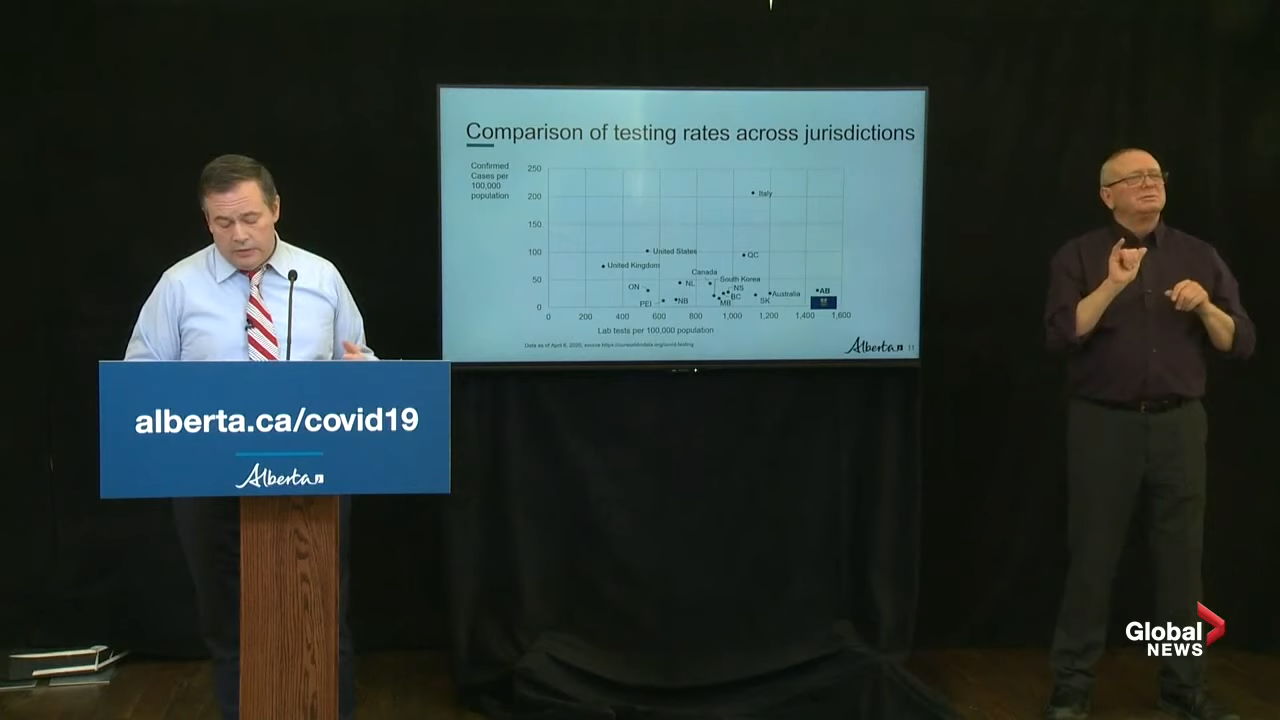 Comparison of testing rates across jurisdictions
Confirmed
Cases per
100,000
population
250
200
150
100
50
0
Italy
United States
QC
United Kingdom
Canada
South Korea
ON
NL
NS
AB
Australia
BC
PEI
NB
MB
SK
0 200 400 600 800 1,000 1,200 1,400 1,600
Lab tests per 100,000 population
Alberta 11
alberta.ca/covid19
Alberta
Global
NEWS